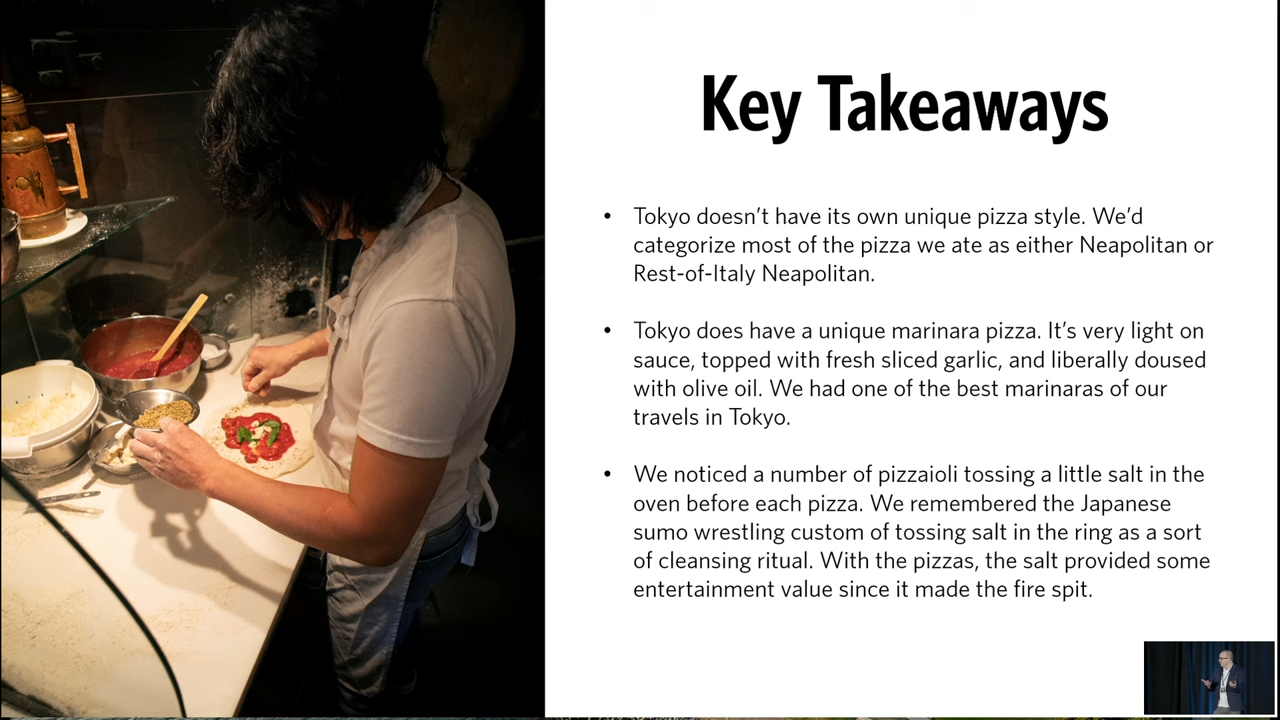 Key Takeaways
• Tokyo doesn’t have its own unique pizza style. We’d
categorize most of the pizza we ate as either Neapolitan or
Rest-of-Italy Neapolitan.
• Tokyo does have a unique marinara pizza. It’s very light on
sauce, topped with fresh sliced garlic, and liberally doused
with olive oil. We had one of the best marinaras of our
travels in Tokyo.
• We noticed a number of pizzaioli tossing a little salt in the
oven before each pizza. We remembered the Japanese
sumo wrestling custom of tossing salt in the ring as a sort
of cleansing ritual. With the pizzas, the salt provided some
entertainment value since it made the fire spit.